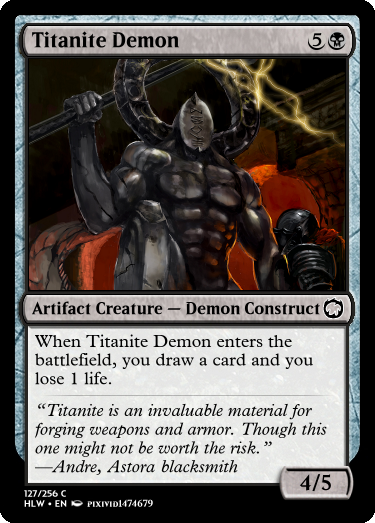 Titanite Demon 5
Artifact Creature — Demon Construct
When Titanite Demon enters the
battlefield, you draw a card and you
lose 1 life.
“Titanite is an invaluable material for
forging weapons and armor. Though this
one might not be worth the risk.”
—Andre, Astora blacksmith
4/5
127/256 C
HLW • EN PIXIVID1474679